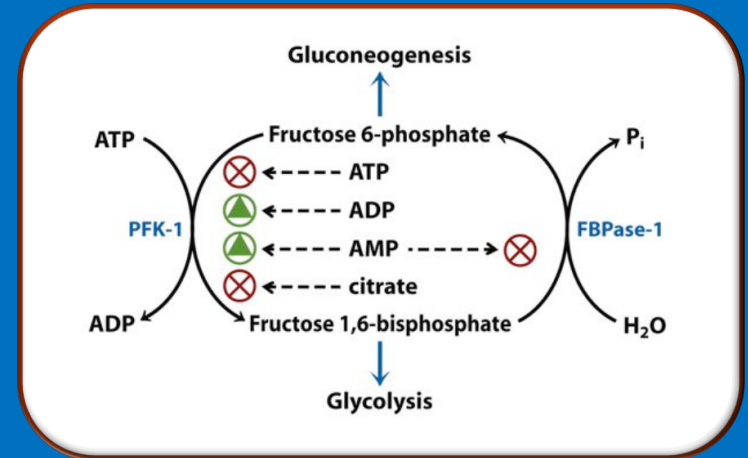 Gluconeogenesis
ATP
Fructose 6-phosphate
Pi
ATP
ADP
PFK-1
FBPase-1
AMP
citrate
ADP
Fructose 1,6-bisphosphate
H₂O
Glycolysis